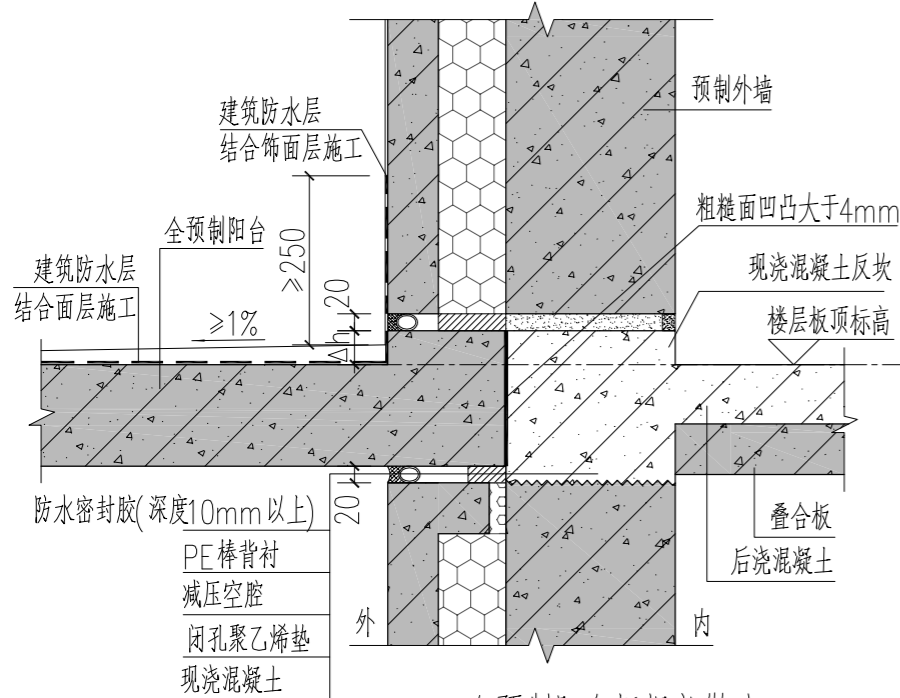 建筑防水层
结合饰面层施工
预制外墙
粗糙面凹凸大于4mm
全预制阳台
≥250
建筑防水层
结合面层施工
≥1%
20
Δh
现浇混凝土反坎
楼层板顶标高
防水密封胶(深度10mm以上)
20
PE棒背衬
减压空腔
闭孔聚乙烯垫
现浇混凝土
外
内
叠合板
后浇混凝土